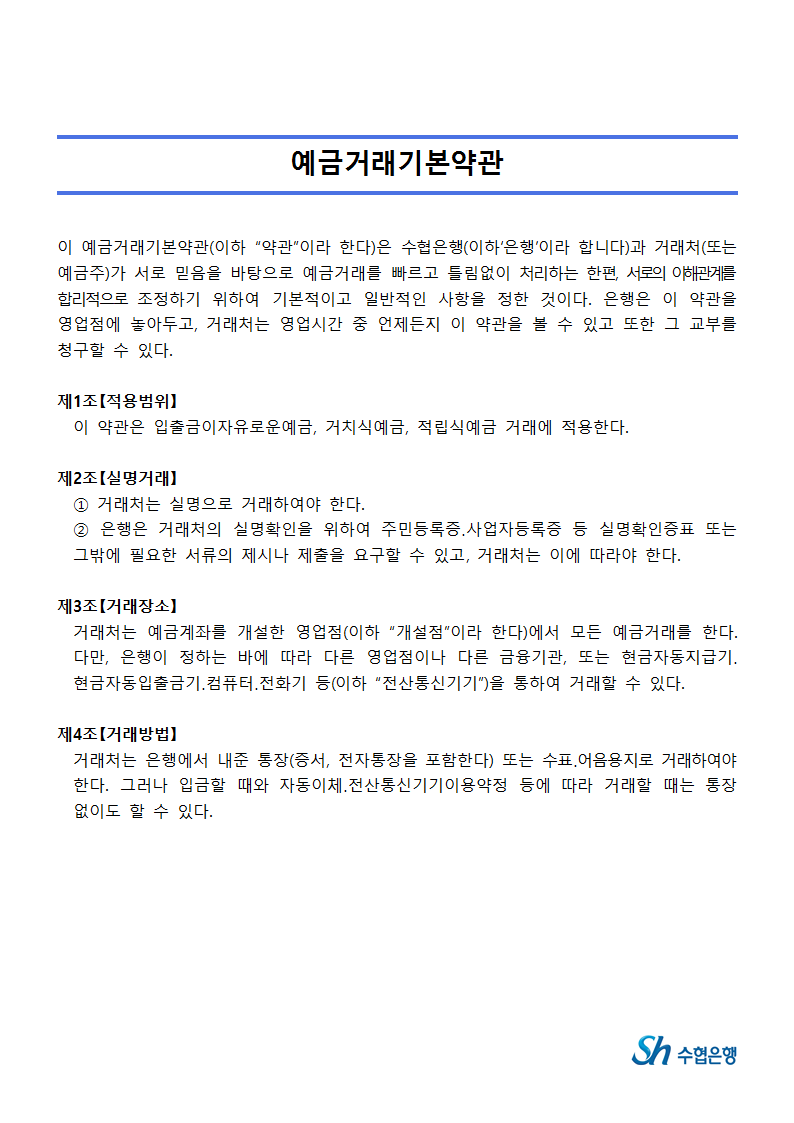 예금거래기본약관
이 예금거래기본약관(이하 “약관”이라 한다)은 수협은행(이하‘은행’이라 합니다)과 거래처(또는
예금주)가 서로 믿음을 바탕으로 예금거래를 빠르고 틀림없이 처리하는 한편, 서로의 이해관계를
합리적으로 조정하기 위하여 기본적이고 일반적인 사항을 정한 것이다. 은행은 이 약관을
영업점에 놓아두고, 거래처는 영업시간 중 언제든지 이 약관을 볼 수 있고 또한 그 교부를
청구할 수 있다.
제1조【적용범위】
이 약관은 입출금이자유로운예금, 거치식예금, 적립식예금 거래에 적용한다.
제2조【실명거래】
① 거래처는 실명으로 거래하여야 한다.
② 은행은 거래처의 실명확인을 위하여 주민등록증.사업자등록증 등 실명확인증표 또는
그밖에 필요한 서류의 제시나 제출을 요구할 수 있고, 거래처는 이에 따라야 한다.
제3조【거래장소】
거래처는 예금계좌를 개설한 영업점(이하 “개설점”이라 한다)에서 모든 예금거래를 한다.
다만, 은행이 정하는 바에 따라 다른 영업점이나 다른 금융기관, 또는 현금자동지급기.
현금자동입출금기.컴퓨터.전화기 등(이하 “전산통신기기”)을 통하여 거래할 수 있다.
제4조【거래방법】
거래처는 은행에서 내준 통장(증서, 전자통장을 포함한다) 또는 수표.어음용지로 거래하여야
한다. 그러나 입금할 때와 자동이체.전산통신기기이용약정 등에 따라 거래할 때는 통장
없이도 할 수 있다.
Sh 수협은행